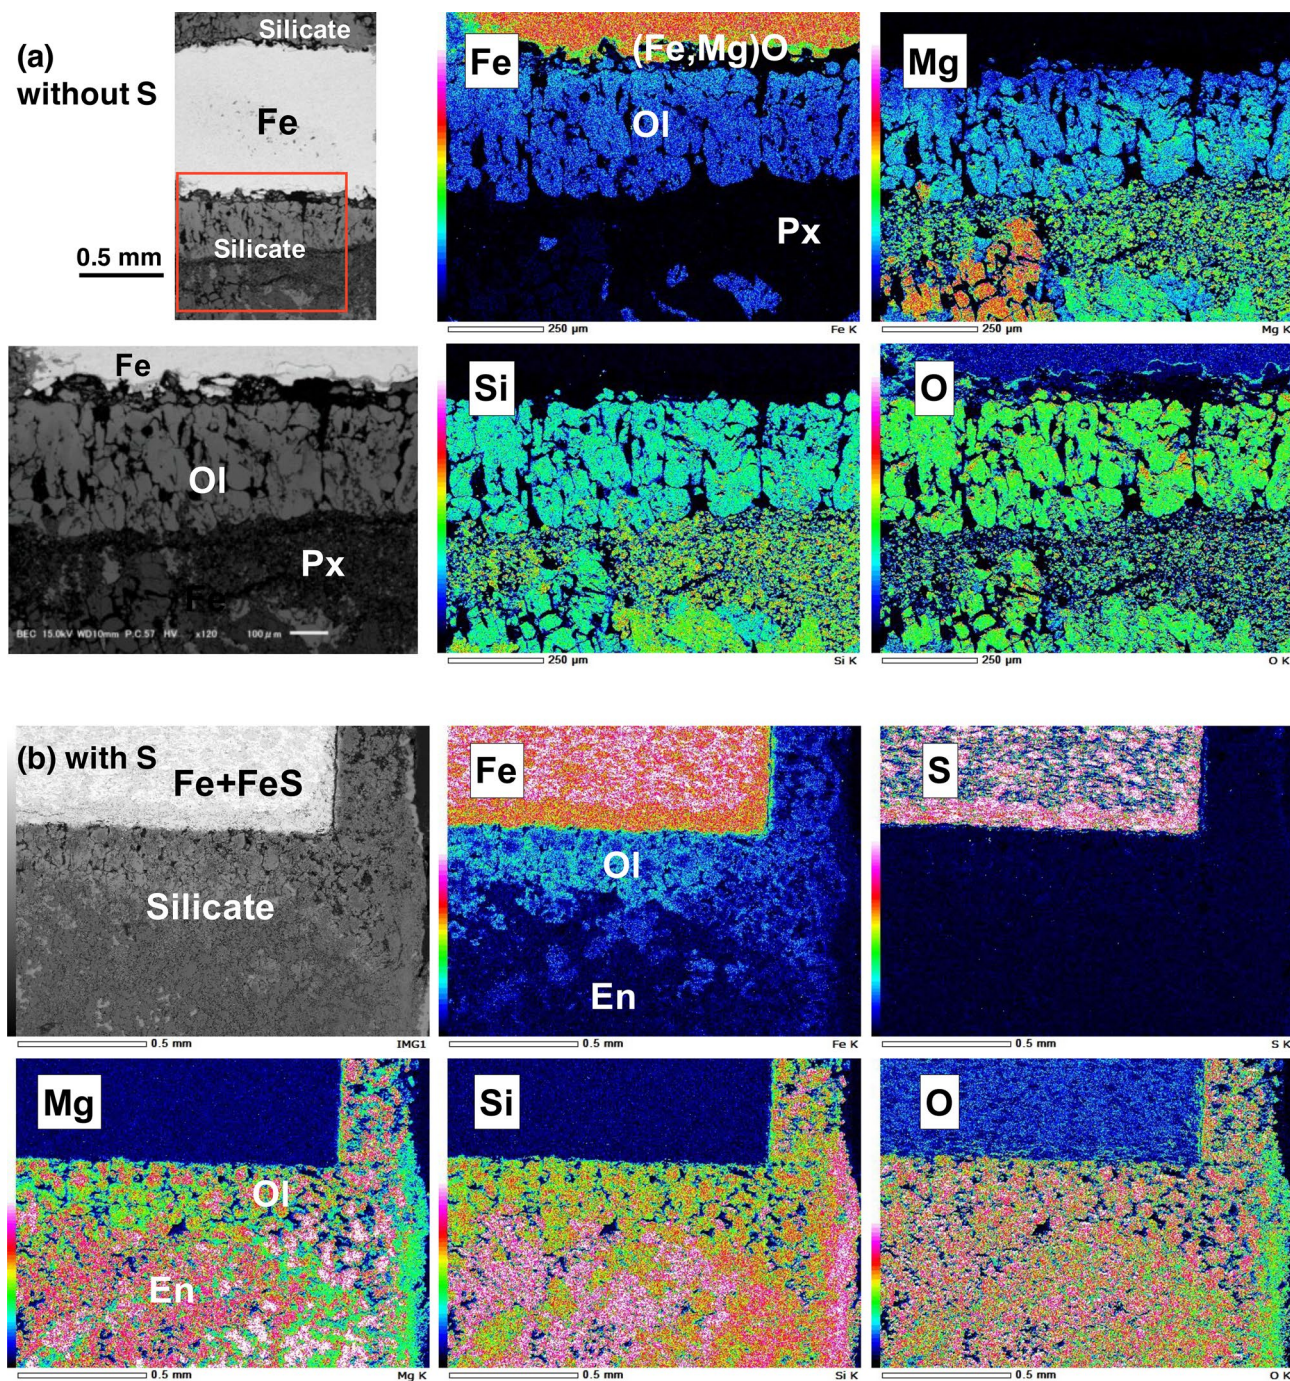 (a)
without S
Silicate
Fe
Silicate
0.5 mm
Fe
(Fe,Mg)O
Ol
Px
250 µm
Fe K
Mg
250 µm
Mg K
Fe
Ol
Px
Fe
BEC 15.0kV WD10mm P.C.57 HV x120 100µm
Si
250 µm
Si K
O
250 µm
O K
(b) with S
Fe+FeS
Silicate
0.5 mm
IMG1
Fe
Ol
En
0.5 mm
Fe K
S
0.5 mm
S K
Mg
Ol
En
0.5 mm
Mg K
Si
0.5 mm
Si K
O
0.5 mm
O K